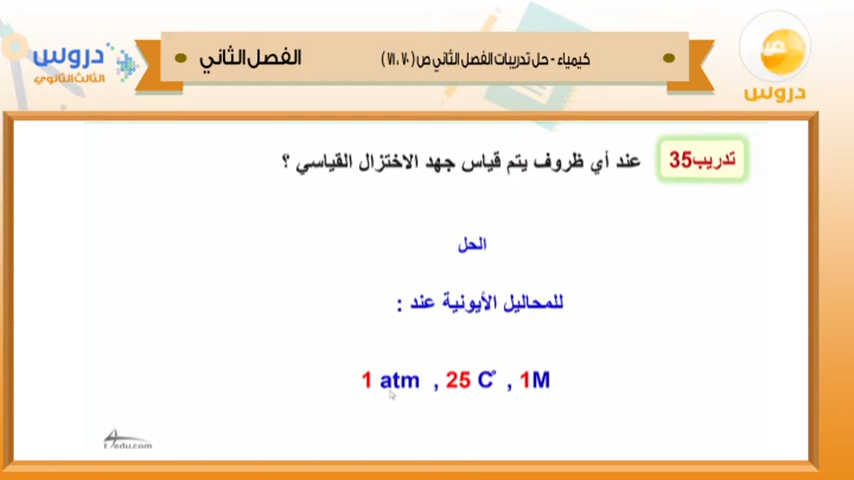 دروس
الثالث الثانوي
الفصل الثاني
كيمياء - حل تدريبات الفصل الثاني ص ( ٧٠ ، ٧١ )
عين
دروس
تدريب35 عند أي ظروف يتم قياس جهد الاختزال القياسي ؟
الحل
للمحاليل الأيونية عند :
1 atm , 25 C° , 1M
t4edu.com